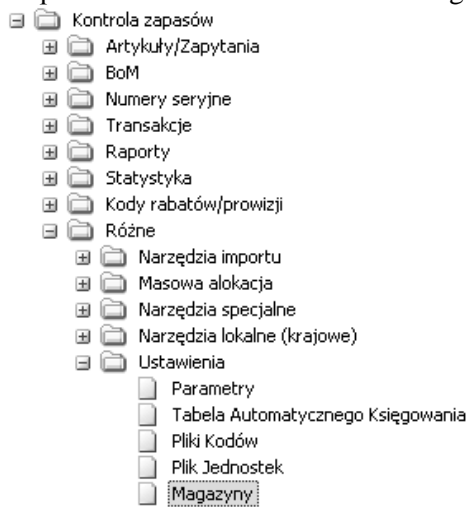 Kontrola zapasów
Artykuły/Zapytania
BoM
Numery seryjne
Transakcje
Raporty
Statystyka
Kody rabatów/prowizji
Różne
Narzędzia importu
Masowa alokacja
Narzędzia specjalne
Narzędzia lokalne (krajowe)
Ustawienia
Parametry
Tabela Automatycznego Księgowania
Pliki Kodów
Plik Jednostek
Magazyny